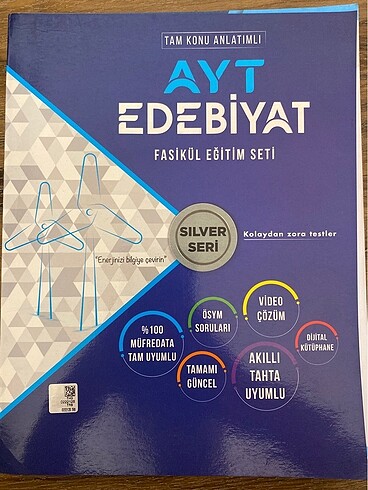 TAM KONU ANLATIMLI
AYT
EDEBİYAT
FASİKÜL EĞİTİM SETİ
SILVER
SERİ
Kolaydan zora testler
"Enerjinizi bilgiye çevirin"
%100
MÜFREDATA
TAM UYUMLU
ÖSYM
SORULARI
VİDEO
ÇÖZÜM
DİJİTAL
KÜTÜPHANE
TAMAMI
GÜNCEL
AKILLI
TAHTA
UYUMLU